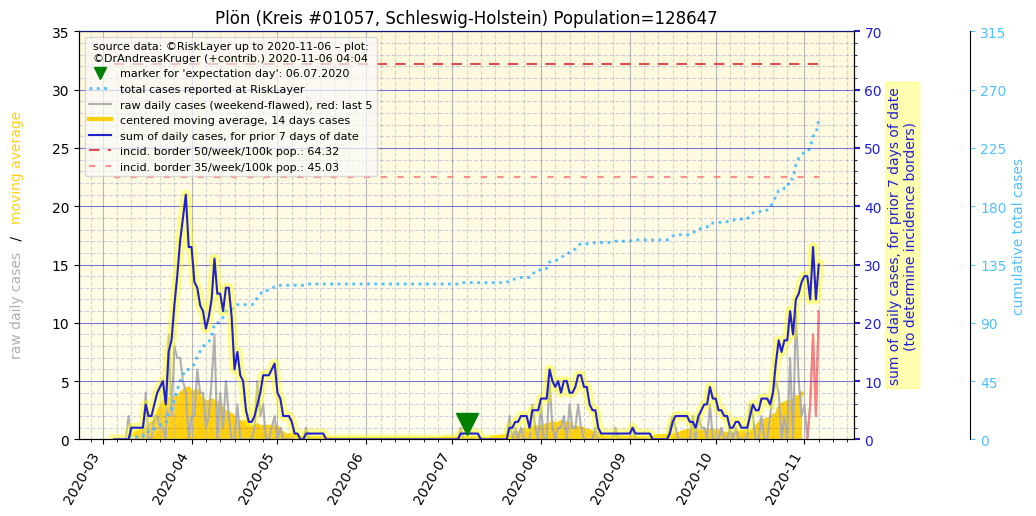 Plön (Kreis #01057, Schleswig-Holstein) Population=128647
source data: ©RiskLayer up to 2020-11-06 – plot:
©DrAndreasKruger (+contrib.) 2020-11-06 04:04
marker for 'expectation day': 06.07.2020
total cases reported at RiskLayer
raw daily cases (weekend-flawed), red: last 5
centered moving average, 14 days cases
sum of daily cases, for prior 7 days of date
incid. border 50/week/100k pop.: 64.32
incid. border 35/week/100k pop.: 45.03
raw daily cases / moving average
35
30
25
20
15
10
5
0
2020-03
2020-04
2020-05
2020-06
2020-07
2020-08
2020-09
2020-10
2020-11
70
60
50
40
30
20
10
0
sum of daily cases, for prior 7 days of date
(to determine incidence borders)
315
270
225
180
135
90
45
0
cumulative total cases